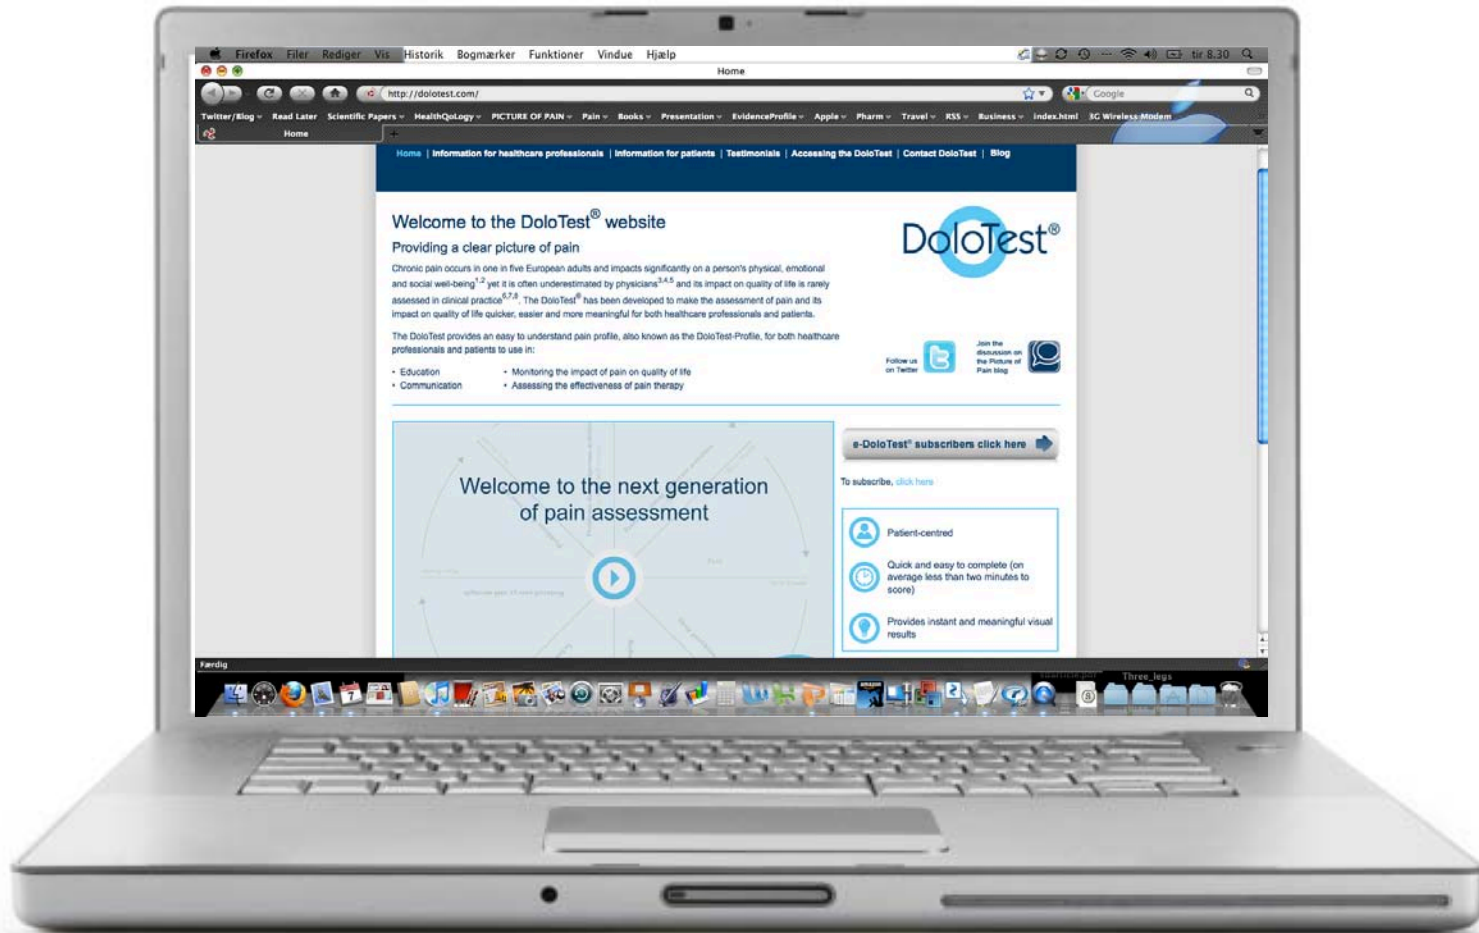 Firefox Filer Rediger Vis Historik Bogmærker Funktioner Vindue Hjælp tir 8.30
Home
http://dolotest.com/ Google
Twitter/Blog Read Later Scientific Papers HealthQoLogy PICTURE OF PAIN Pain Books Presentation EvidenceProfile Apple Pharm Travel RSS Business index.html 3G Wireless Modem
Home
Home | Information for healthcare professionals | Information for patients | Testimonials | Accessing the DoloTest | Contact DoloTest | Blog
Welcome to the DoloTest® website
DoloTest®
Providing a clear picture of pain
Chronic pain occurs in one in five European adults and impacts significantly on a person's physical, emotional
and social well-being1,2 yet it is often underestimated by physicians3,4,5 and its impact on quality of life is rarely
assessed in clinical practice6,7,8. The DoloTest® has been developed to make the assessment of pain and its
impact on quality of life quicker, easier and more meaningful for both healthcare professionals and patients.
The DoloTest provides an easy to understand pain profile, also known as the DoloTest-Profile, for both healthcare
professionals and patients to use in:
• Education • Monitoring the impact of pain on quality of life
• Communication • Assessing the effectiveness of pain therapy
Follow us
on Twitter
Join the
discussion on
the Picture of
Pain blog
Welcome to the next generation
of pain assessment
e-DoloTest® subscribers click here
To subscribe, click here
Patient-centred
Quick and easy to complete (on
average less than two minutes to
score)
Provides instant and meaningful visual
results
Færdig
Three_legs
7
amazon